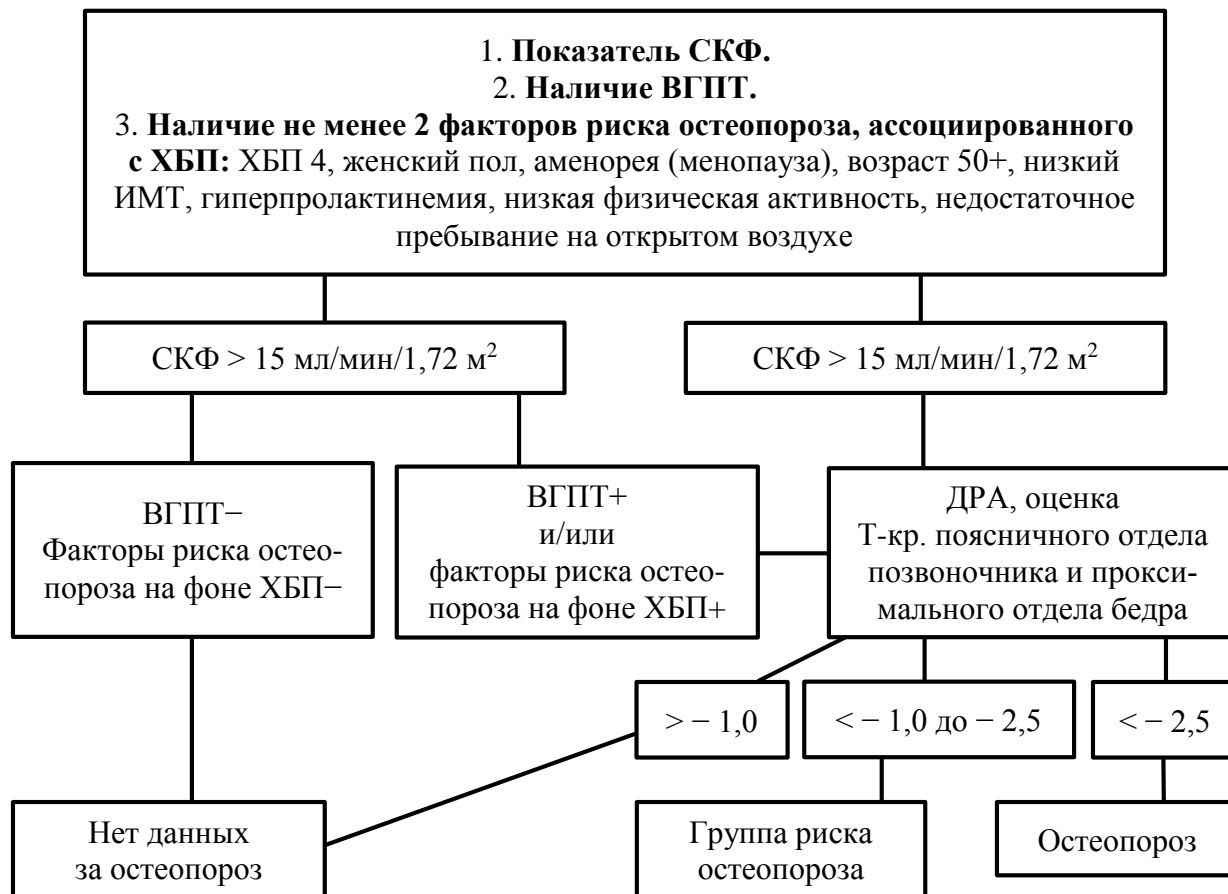 1. Показатель СКФ.
2. Наличие ВГПТ.
3. Наличие не менее 2 факторов риска остеопороза, ассоциированного
с ХБП: ХБП 4, женский пол, аменорея (менопауза), возраст 50+, низкий
ИМТ, гиперпролактинемия, низкая физическая активность, недостаточное
пребывание на открытом воздухе
СКФ > 15 мл/мин/1,72 м²
СКФ > 15 мл/мин/1,72 м²
ВГПТ−
Факторы риска остео-
пороза на фоне ХБП−
ВГПТ+
и/или
факторы риска остео-
пороза на фоне ХБП+
ДРА, оценка
Т-кр. поясничного отдела
позвоночника и прокси-
мального отдела бедра
> − 1,0
< − 1,0 до − 2,5
< − 2,5
Нет данных
за остеопороз
Группа риска
остеопороза
Остеопороз